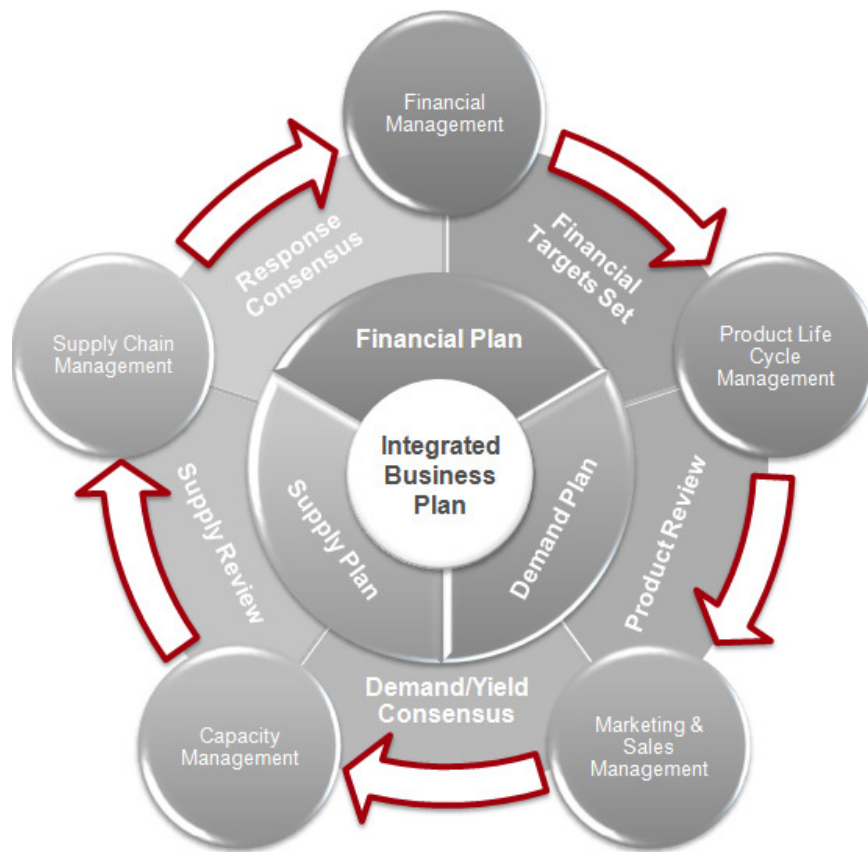 Financial
Management
Response
Consensus
Financial
Targets Set
Supply Chain
Management
Financial Plan
Product Life
Cycle
Management
Integrated
Business
Plan
Supply Plan
Demand Plan
Supply Review
Product Review
Demand/Yield
Consensus
Capacity
Management
Marketing &
Sales
Management